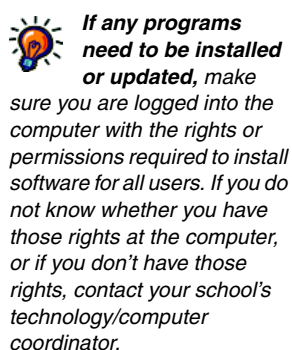 If any programs
need to be installed
or updated, make
sure you are logged into the
computer with the rights or
permissions required to install
software for all users. If you do
not know whether you have
those rights at the computer,
or if you don’t have those
rights, contact your school’s
technology/computer
coordinator.